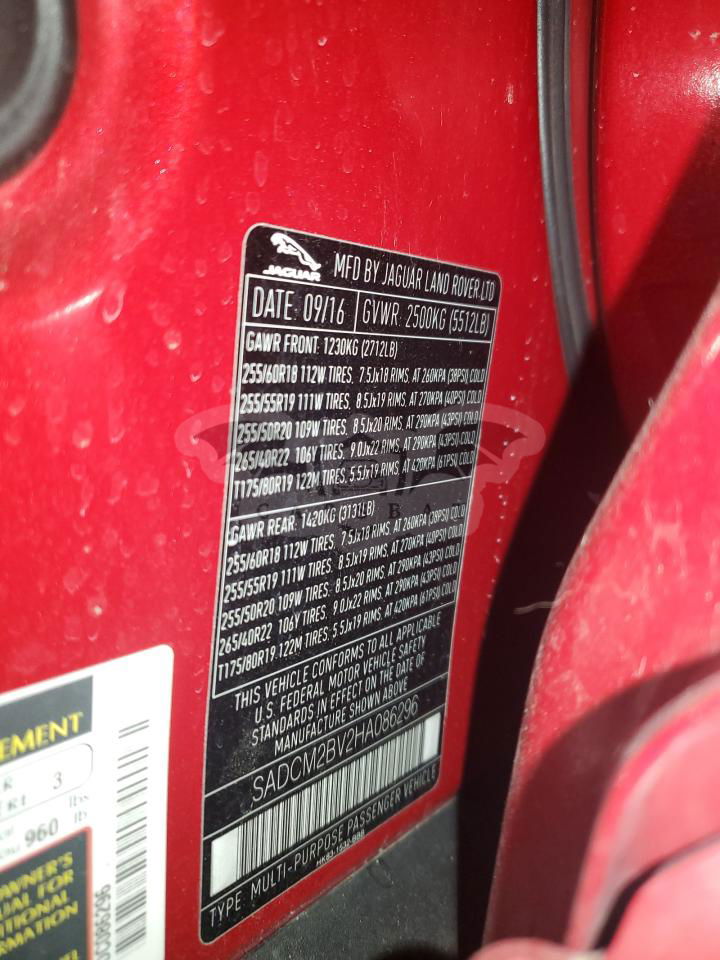 JAGUAR
MFD BY JAGUAR LAND ROVER LTD
DATE: 09/16 GVWR: 2500KG (5512LB)
GAWR FRONT: 1230KG (2712LB)
255/60R18 112W TIRES, 7.5Jx18 RIMS, AT 260KPA (38PSI) COLD
255/55R19 111W TIRES, 8.5Jx19 RIMS, AT 270KPA (40PSI) COLD
255/50R20 109W TIRES, 8.5Jx20 RIMS, AT 290KPA (43PSI) COLD
265/40R22 106Y TIRES, 9.0Jx22 RIMS, AT 290KPA (43PSI) COLD
T175/80R19 122M TIRES, 5.5Jx19 RIMS, AT 420KPA (61PSI) COLD
GAWR REAR: 1420KG (3131LB)
255/60R18 112W TIRES, 7.5Jx18 RIMS, AT 260KPA (38PSI) COLD
255/55R19 111W TIRES, 8.5Jx19 RIMS, AT 270KPA (40PSI) COLD
255/50R20 109W TIRES, 8.5Jx20 RIMS, AT 290KPA (43PSI) COLD
265/40R22 106Y TIRES, 9.0Jx22 RIMS, AT 290KPA (43PSI) COLD
T175/80R19 122M TIRES, 5.5Jx19 RIMS, AT 420KPA (61PSI) COLD
THIS VEHICLE CONFORMS TO ALL APPLICABLE
U.S. FEDERAL MOTOR VEHICLE SAFETY
STANDARDS IN EFFECT ON THE DATE OF
MANUFACTURE SHOWN ABOVE
SADCM2BV2HA086296
TYPE: MULTI-PURPOSE PASSENGER VEHICLE
EMENT
R
3
lbs
960 lbs
OWNER'S
UAL FOR
ITIONAL
ORMATION